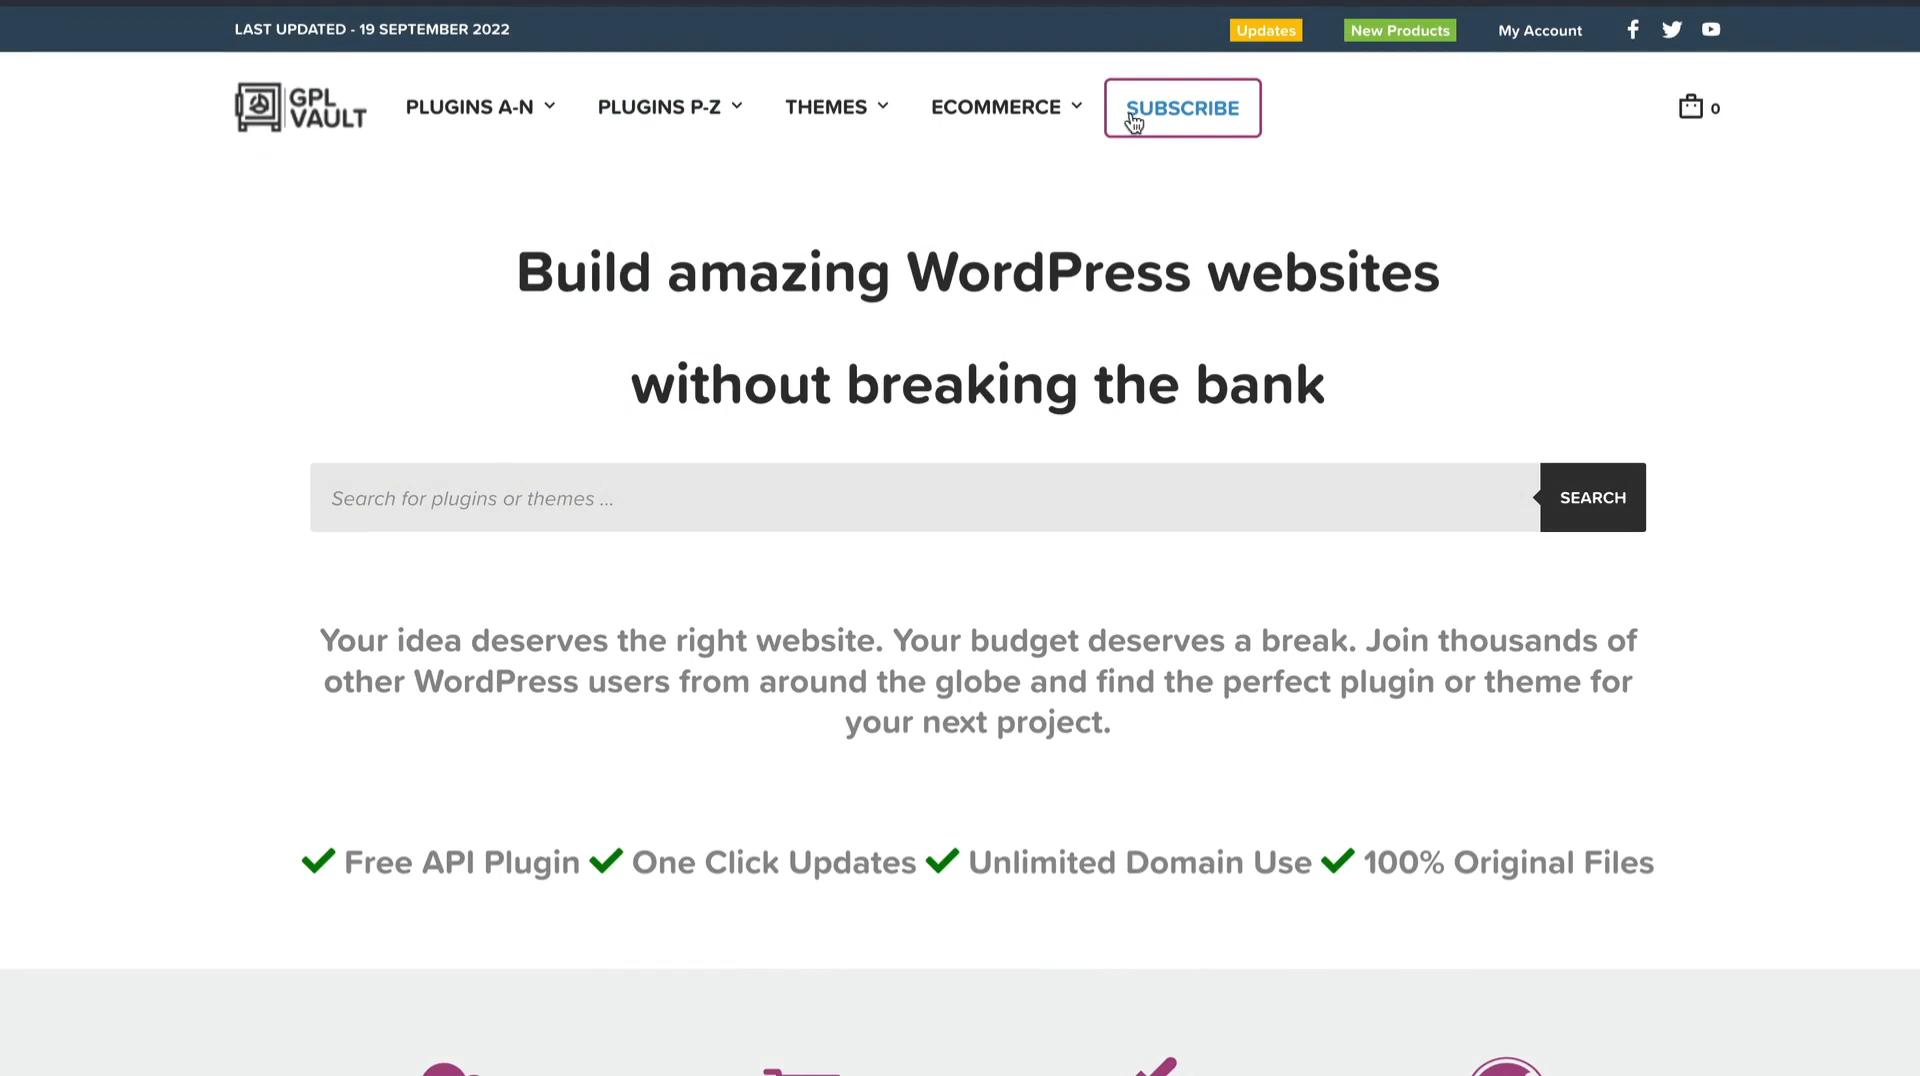 LAST UPDATED - 19 SEPTEMBER 2022
Updates
New Products
My Account
GPL
VAULT
PLUGINS A-N
PLUGINS P-Z
THEMES
ECOMMERCE
SUBSCRIBE
0
Build amazing WordPress websites
without breaking the bank
Search for plugins or themes ...
SEARCH
Your idea deserves the right website. Your budget deserves a break. Join thousands of
other WordPress users from around the globe and find the perfect plugin or theme for
your next project.
Free API Plugin One Click Updates Unlimited Domain Use 100% Original Files